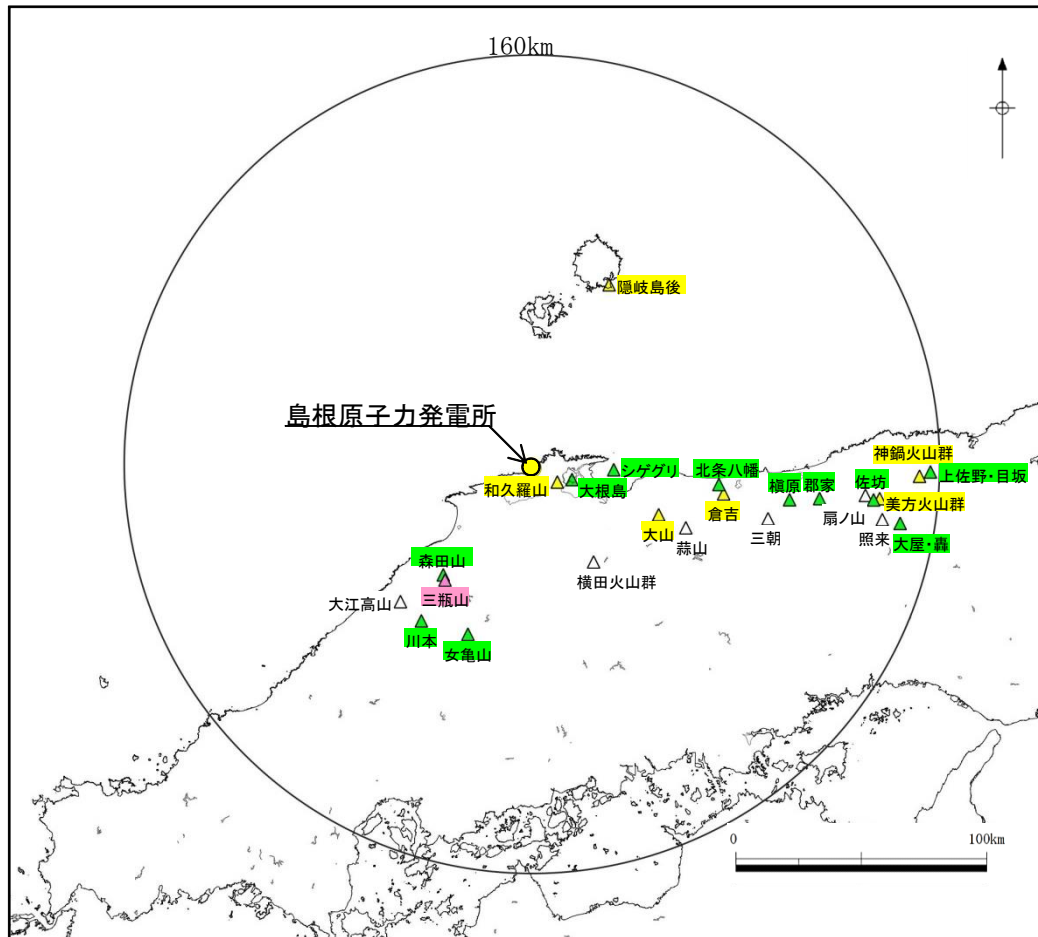 160km
隠岐島後
島根原子力発電所
神鍋火山群
シゲグリ
北条八幡
佐坊
上佐野・目坂
和久羅山
大根島
槇原
郡家
美方火山群
倉吉
扇ノ山
大山
三朝
照来
蒜山
大屋・轟
森田山
横田火山群
三瓶山
大江高山
川本
女亀山
0
100km